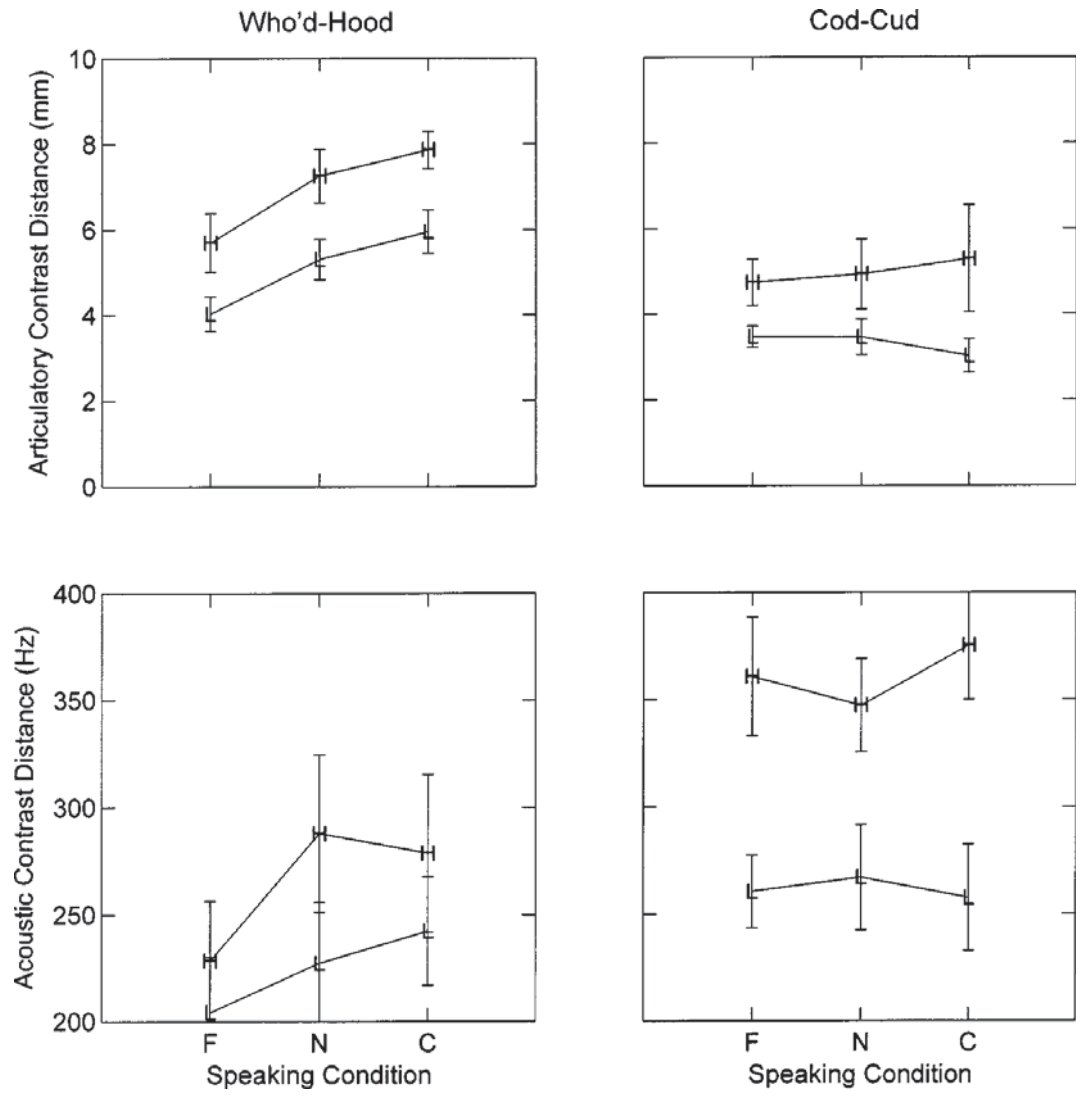 Who'd-Hood
Cod-Cud
Articulatory Contrast Distance (mm)
10
8
6
4
2
0
H
H
H
L
L
L
H
H
H
L
L
L
Acoustic Contrast Distance (Hz)
400
350
300
250
200
H
H
H
L
L
L
H
H
H
L
L
L
F N C
Speaking Condition
F N C
Speaking Condition